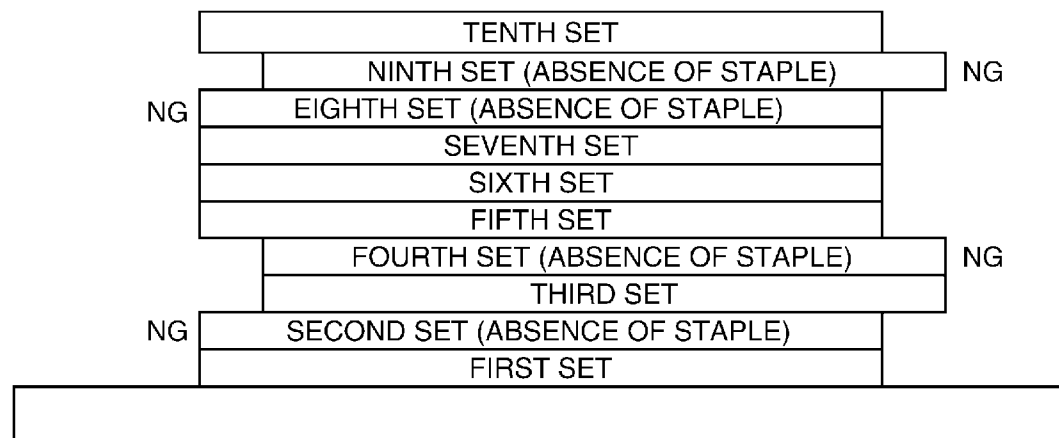 TENTH SET
NINTH SET (ABSENCE OF STAPLE) NG
NG EIGHTH SET (ABSENCE OF STAPLE)
SEVENTH SET
SIXTH SET
FIFTH SET
FOURTH SET (ABSENCE OF STAPLE) NG
THIRD SET
NG SECOND SET (ABSENCE OF STAPLE)
FIRST SET